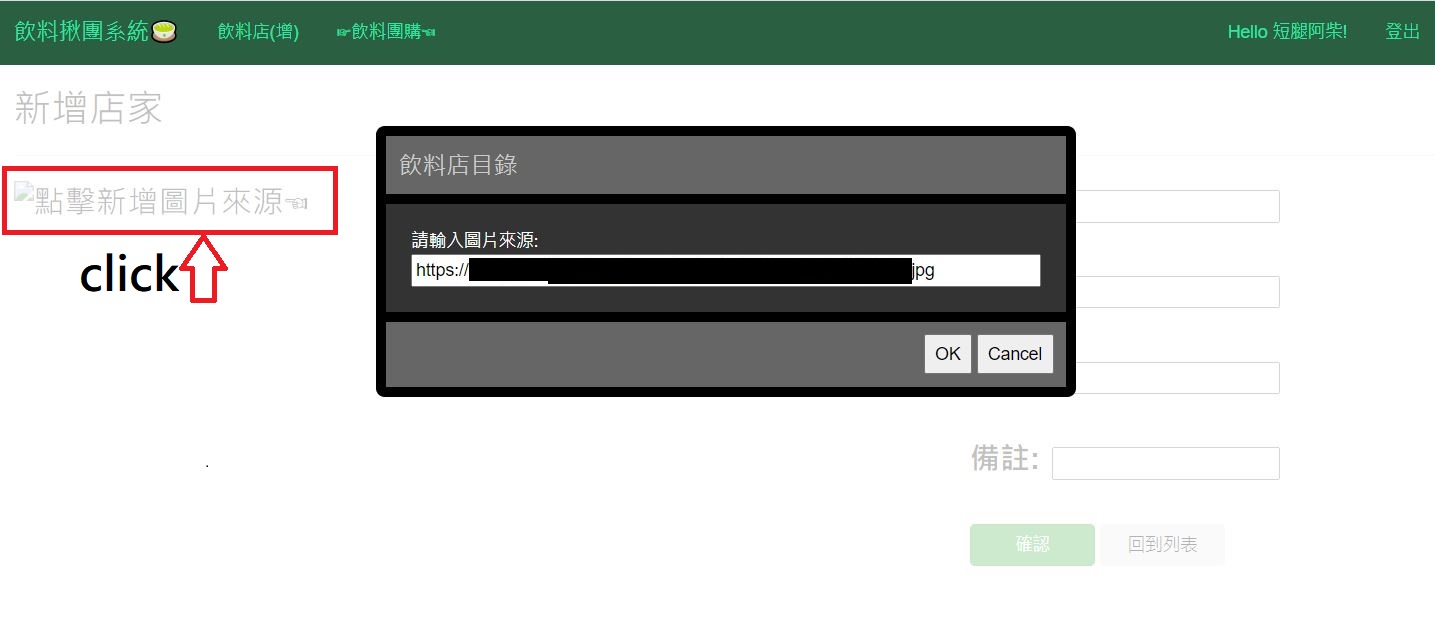 飲料揪團系統🍵 飲料店(增) ☞飲料團購☜ Hello 短腿阿柴! 登出
新增店家
飲料店目錄
點擊新增圖片來源☜
請輸入圖片來源:
https:// jpg
click
OK Cancel
備註:
確認 回到列表